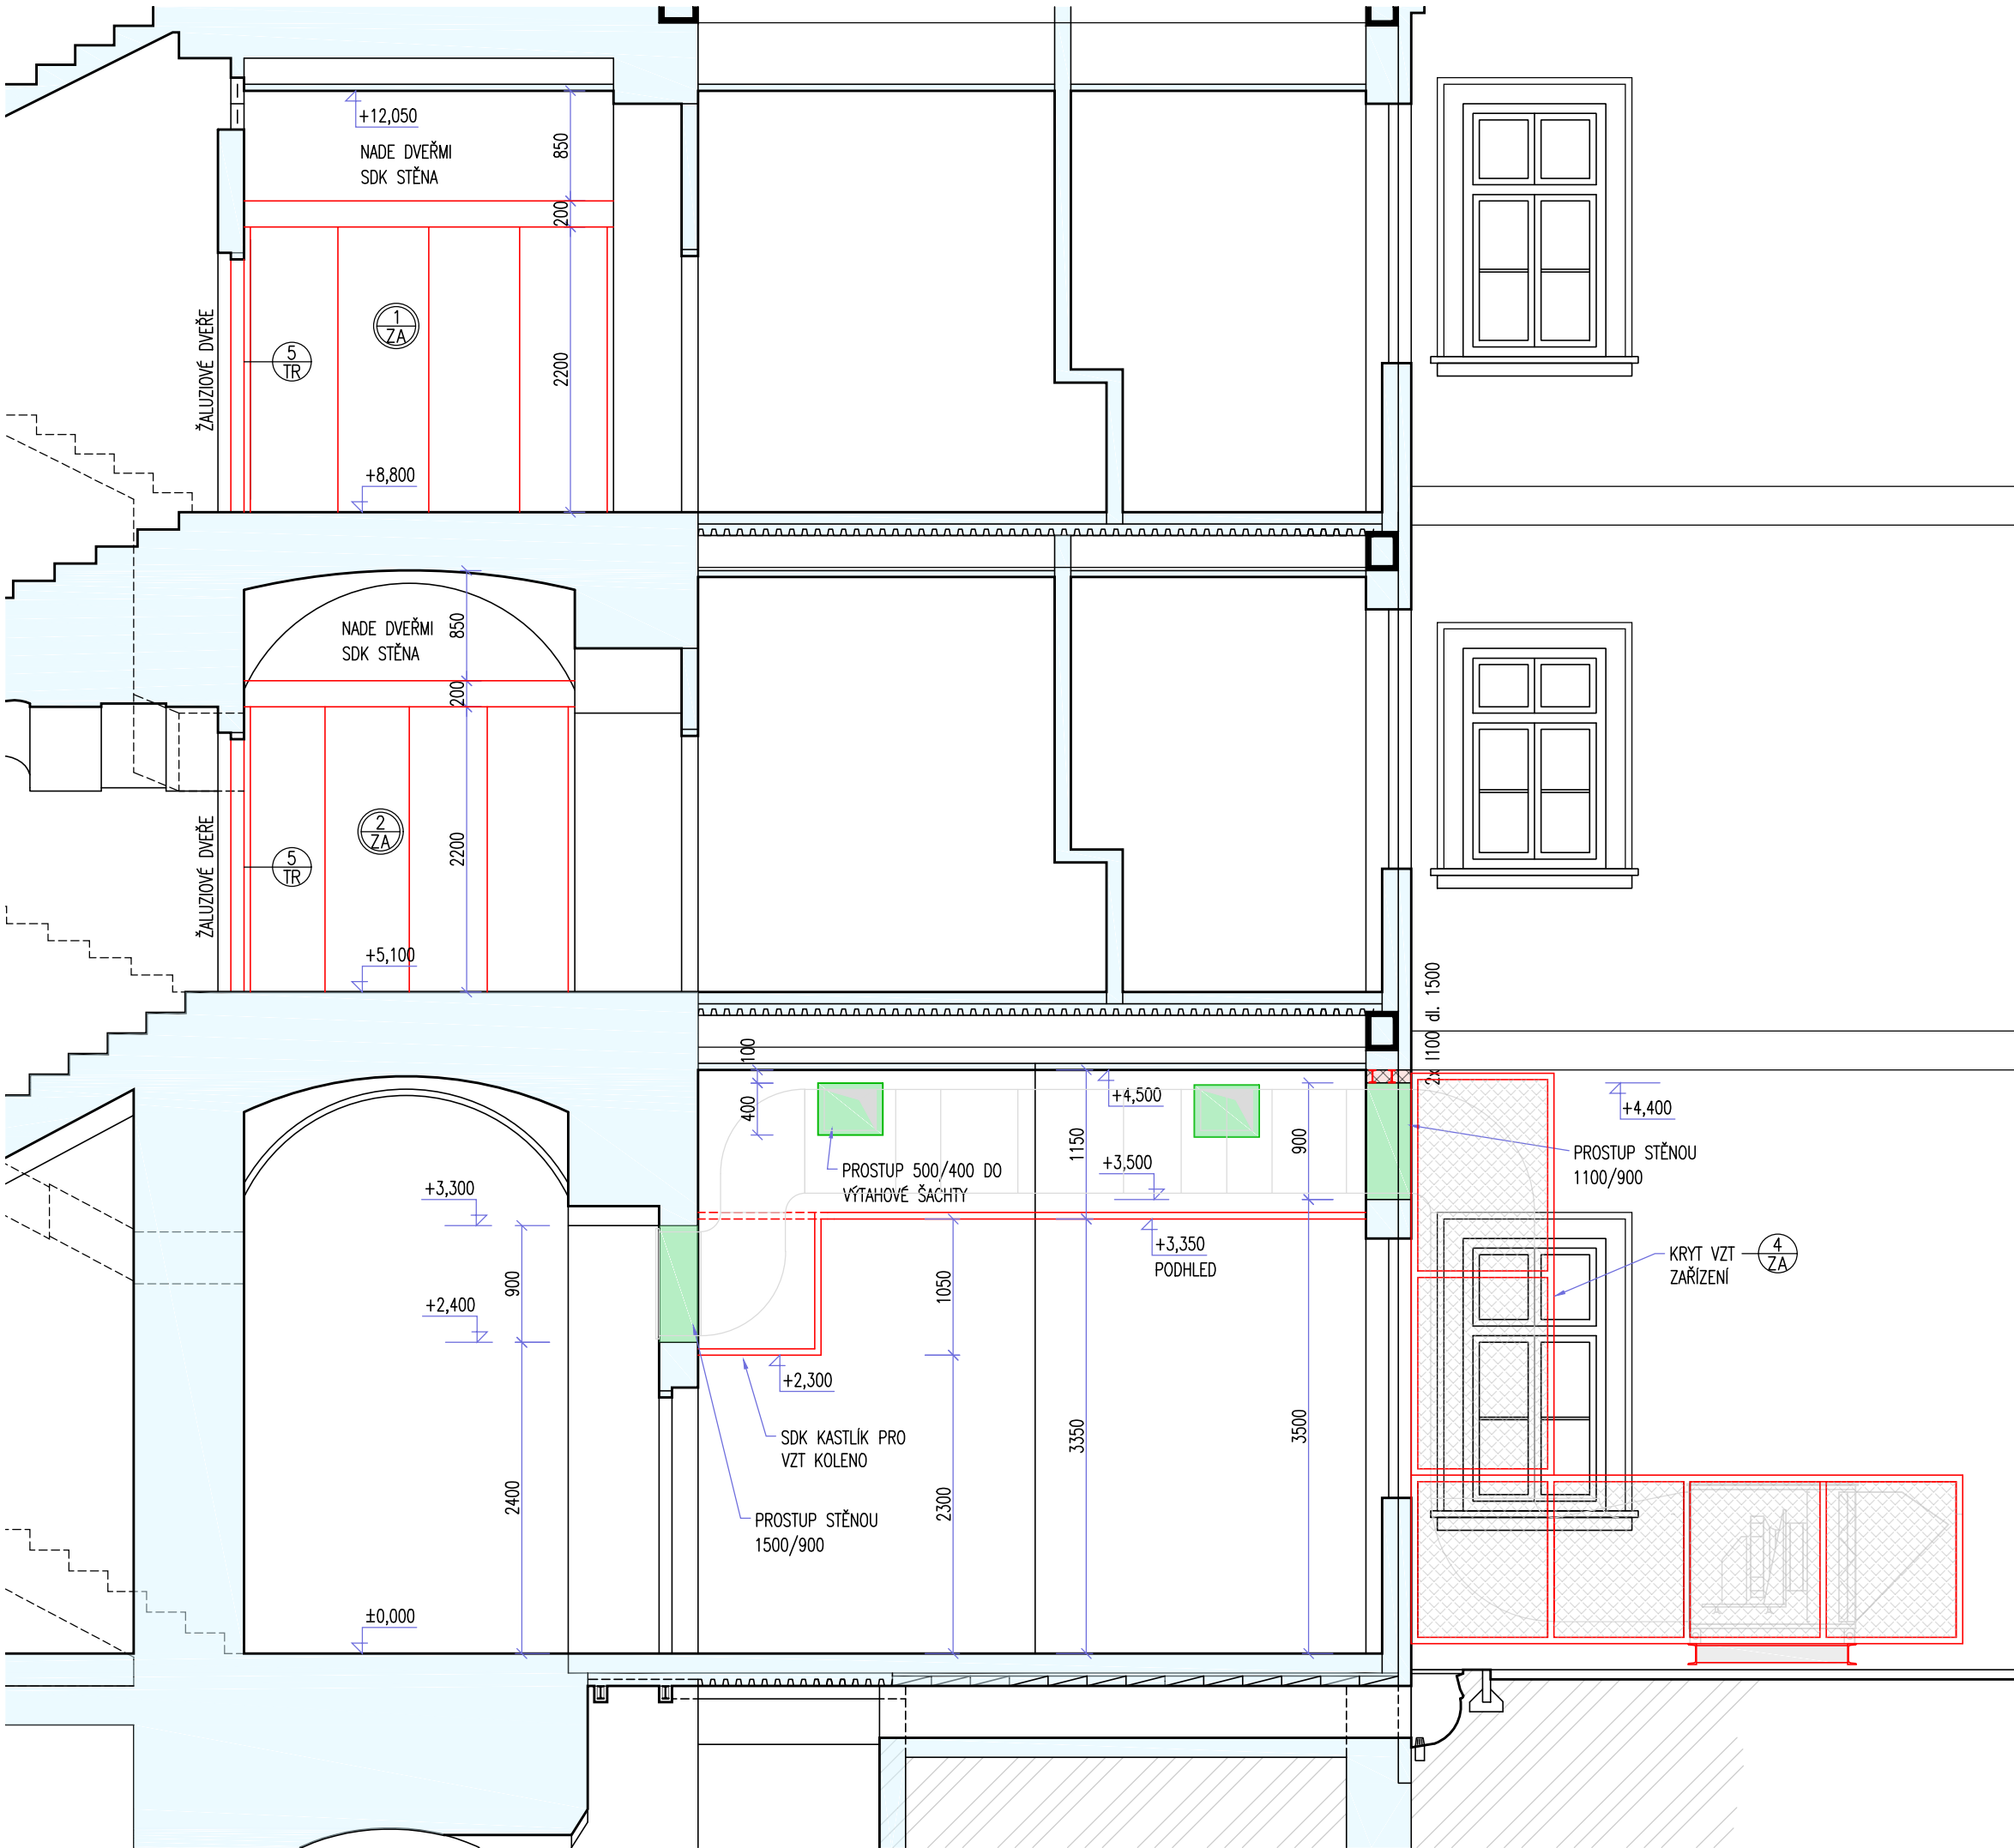 +12,050
NADE DVEŘMI
SDK STĚNA
850
200
2200
ŽALUZIOVÉ DVEŘE
1
ZA
5
TR
+8,800
NADE DVEŘMI
SDK STĚNA
850
200
2200
ŽALUZIOVÉ DVEŘE
2
ZA
5
TR
+5,100
2x I100 dl. 1500
100
400
+4,500
+4,400
1150
900
PROSTUP STĚNOU
1100/900
PROSTUP 500/400 DO
VÝTAHOVÉ ŠACHTY
+3,500
+3,300
+3,350
PODHLED
KRYT VZT
ZAŘÍZENÍ
4
ZA
900
+2,400
1050
+2,300
SDK KASTLÍK PRO
VZT KOLENO
3350
3500
2400
2300
PROSTUP STĚNOU
1500/900
±0,000